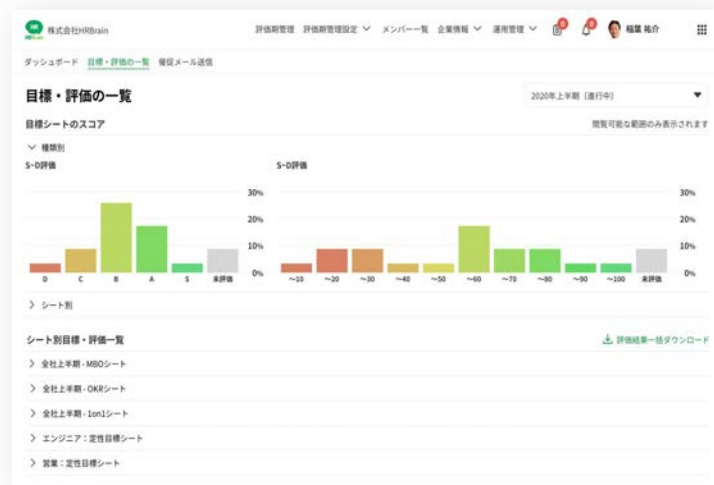 HR
HRBrain
株式会社HRBrain
評価期管理 評価期管理設定 メンバー一覧 企業情報 運用管理 稲葉 祐介
ダッシュボード 目標・評価の一覧 催促メール送信
目標・評価の一覧
2020年上半期（進行中）
目標シートのスコア
閲覧可能な範囲のみ表示されます
種類別
S~D評価
S~D評価
30%
30%
20%
20%
10%
10%
0%
0%
D C B A S 未評価
~10 ~20 ~30 ~40 ~50 ~60 ~70 ~80 ~90 ~100 未評価
シート別
シート別目標・評価一覧
評価結果一括ダウンロード
全社上半期 - MBOシート
全社上半期 - OKRシート
全社上半期 - 1on1シート
エンジニア：定性目標シート
営業：定性目標シート